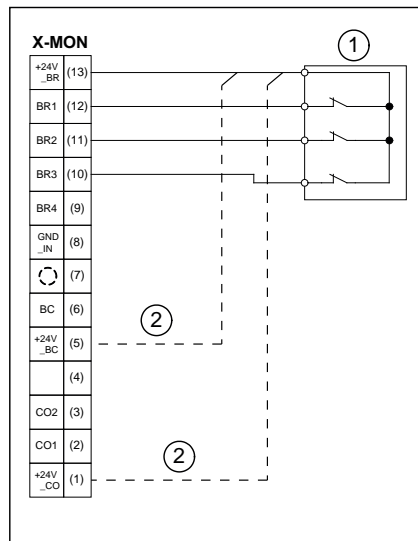 X-MON
1
+24V
_BR (13)
BR1 (12)
BR2 (11)
BR3 (10)
BR4 (9)
GND
_IN (8)
(7)
BC (6)
2
+24V
_BC (5)
(4)
CO2 (3)
CO1 (2)
2
+24V
_CO (1)